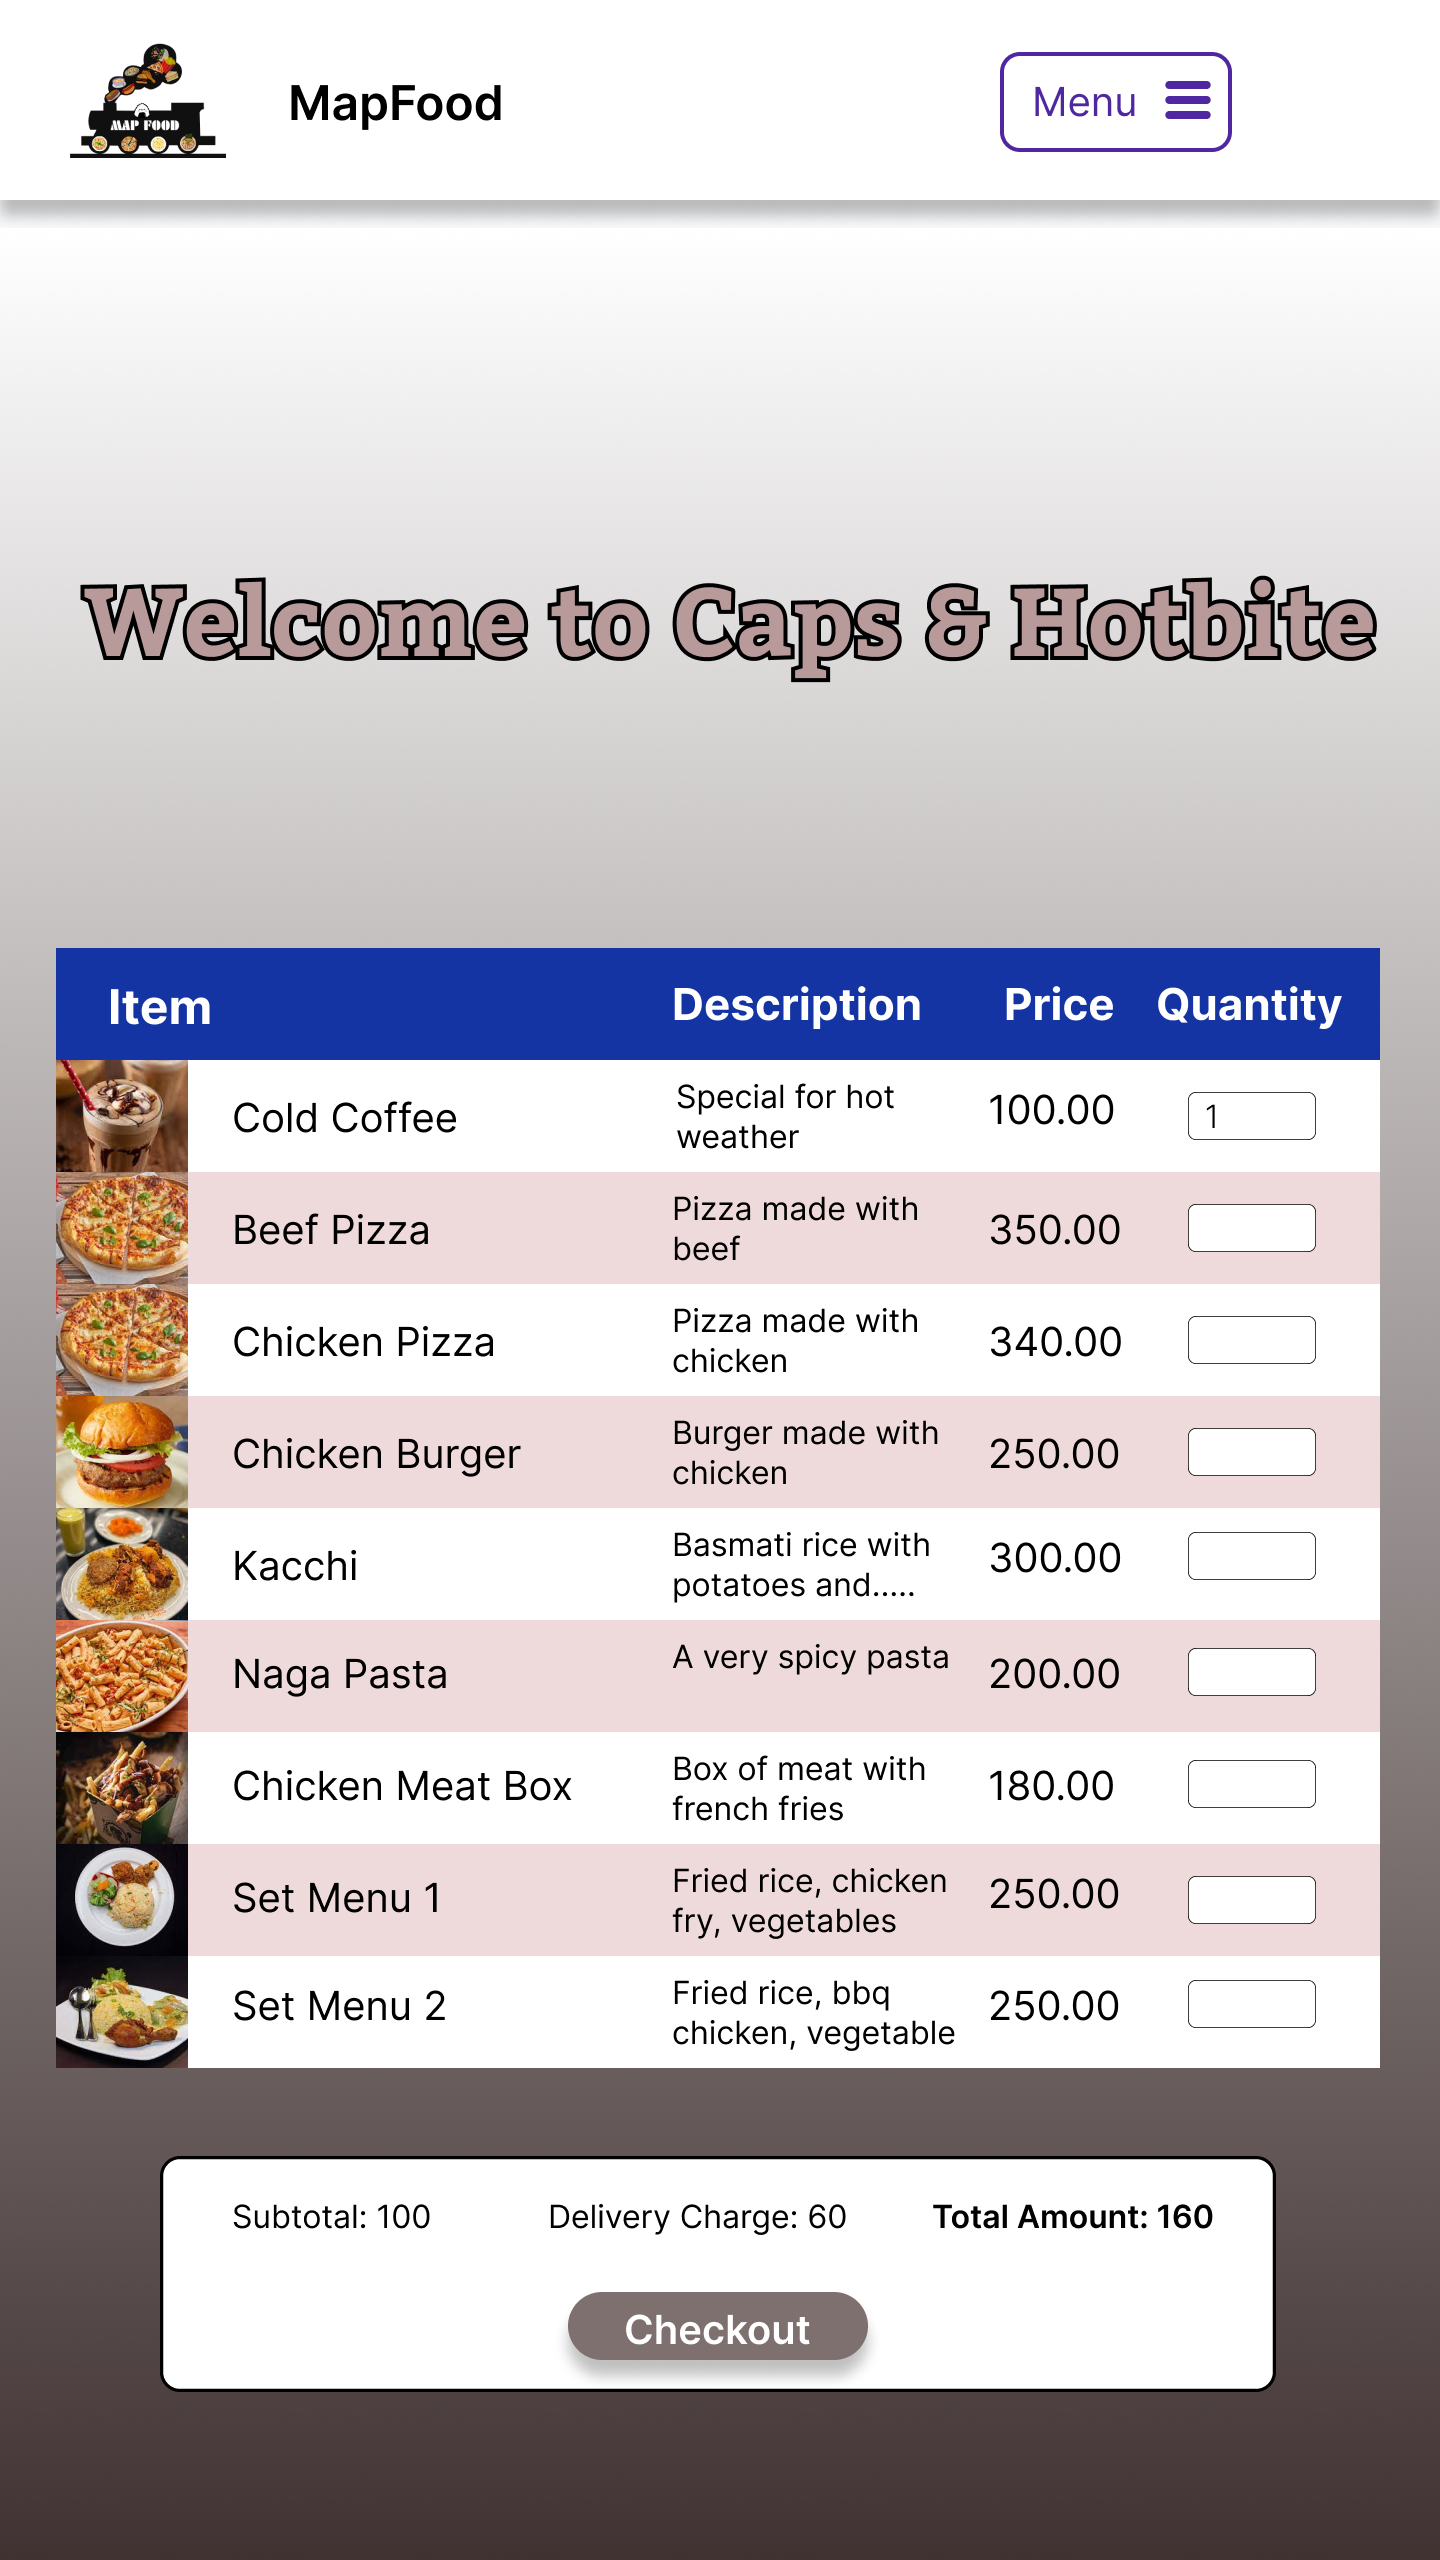 MAP FOOD
MapFood
Menu
Welcome to Caps & Hotbite
Item Description Price Quantity
Cold Coffee Special for hot weather 100.00 1
Beef Pizza Pizza made with beef 350.00
Chicken Pizza Pizza made with chicken 340.00
Chicken Burger Burger made with chicken 250.00
Kacchi Basmati rice with potatoes and..... 300.00
Naga Pasta A very spicy pasta 200.00
Chicken Meat Box Box of meat with french fries 180.00
Set Menu 1 Fried rice, chicken fry, vegetables 250.00
Set Menu 2 Fried rice, bbq chicken, vegetable 250.00
Subtotal: 100 Delivery Charge: 60 Total Amount: 160
Checkout